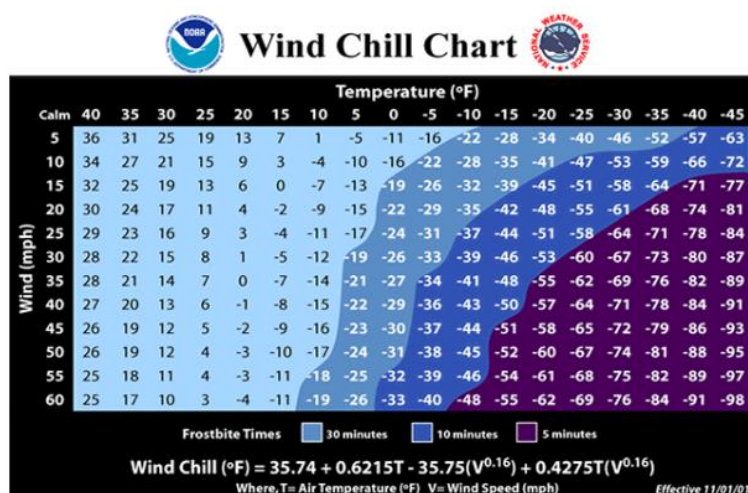 NOAA
Wind Chill Chart
NATIONAL WEATHER SERVICE
Temperature (ºF)
Calm 40 35 30 25 20 15 10 5 0 -5 -10 -15 -20 -25 -30 -35 -40 -45
5 36 31 25 19 13 7 1 -5 -11 -16 -22 -28 -34 -40 -46 -52 -57 -63
10 34 27 21 15 9 3 -4 -10 -16 -22 -28 -35 -41 -47 -53 -59 -66 -72
15 32 25 19 13 6 0 -7 -13 -19 -26 -32 -39 -45 -51 -58 -64 -71 -77
20 30 24 17 11 4 -2 -9 -15 -22 -29 -35 -42 -48 -55 -61 -68 -74 -81
25 29 23 16 9 3 -4 -11 -17 -24 -31 -37 -44 -51 -58 -64 -71 -78 -84
30 28 22 15 8 1 -5 -12 -19 -26 -33 -39 -46 -53 -60 -67 -73 -80 -87
35 28 21 14 7 0 -7 -14 -21 -27 -34 -41 -48 -55 -62 -69 -76 -82 -89
40 27 20 13 6 -1 -8 -15 -22 -29 -36 -43 -50 -57 -64 -71 -78 -84 -91
45 26 19 12 5 -2 -9 -16 -23 -30 -37 -44 -51 -58 -65 -72 -79 -86 -93
50 26 19 12 4 -3 -10 -17 -24 -31 -38 -45 -52 -60 -67 -74 -81 -88 -95
55 25 18 11 4 -3 -11 -18 -25 -32 -39 -46 -54 -61 -68 -75 -82 -89 -97
60 25 17 10 3 -4 -11 -19 -26 -33 -40 -48 -55 -62 -69 -76 -84 -91 -98
Wind (mph)
Frostbite Times 30 minutes 10 minutes 5 minutes
Wind Chill (ºF) = 35.74 + 0.6215T - 35.75(V0.16) + 0.4275T(V0.16)
Where, T= Air Temperature (ºF) V= Wind Speed (mph) Effective 11/01/01